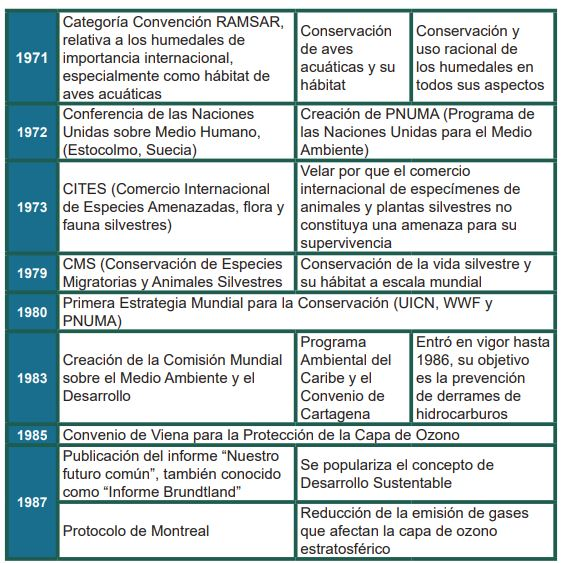 1971
Categoría Convención RAMSAR,
relativa a los humedales de
importancia internacional,
especialmente como hábitat de
aves acuáticas
Conservación
de aves
acuáticas y su
hábitat
Conservación y
uso racional de
los humedales en
todos sus aspectos
1972
Conferencia de las Naciones
Unidas sobre Medio Humano,
(Estocolmo, Suecia)
Creación de PNUMA (Programa de
las Naciones Unidas para el Medio
Ambiente)
1973
CITES (Comercio Internacional
de Especies Amenazadas, flora y
fauna silvestres)
Velar por que el comercio
internacional de especímenes de
animales y plantas silvestres no
constituya una amenaza para su
supervivencia
1979
CMS (Conservación de Especies
Migratorias y Animales Silvestres
Conservación de la vida silvestre y
su hábitat a escala mundial
1980
Primera Estrategia Mundial para la Conservación (UICN, WWF y
PNUMA)
1983
Creación de la Comisión Mundial
sobre el Medio Ambiente y el
Desarrollo
Programa
Ambiental del
Caribe y el
Convenio de
Cartagena
Entró en vigor hasta
1986, su objetivo
es la prevención
de derrames de
hidrocarburos
1985
Convenio de Viena para la Protección de la Capa de Ozono
1987
Publicación del informe “Nuestro
futuro común”, también conocido
como “Informe Brundtland”
Se populariza el concepto de
Desarrollo Sustentable
Protocolo de Montreal
Reducción de la emisión de gases
que afectan la capa de ozono
estratosférico